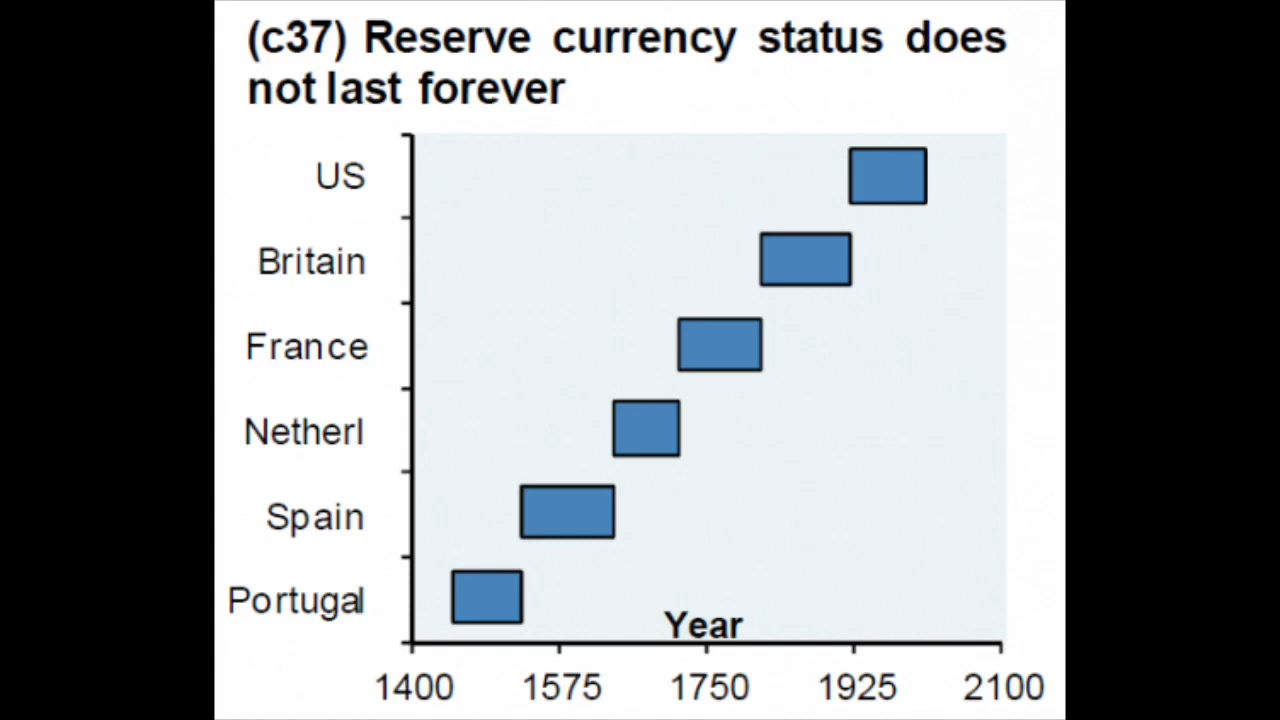 (c37) Reserve currency status does
not last forever
US
Britain
France
Netherl
Spain
Portugal
Year
1400 1575 1750 1925 2100